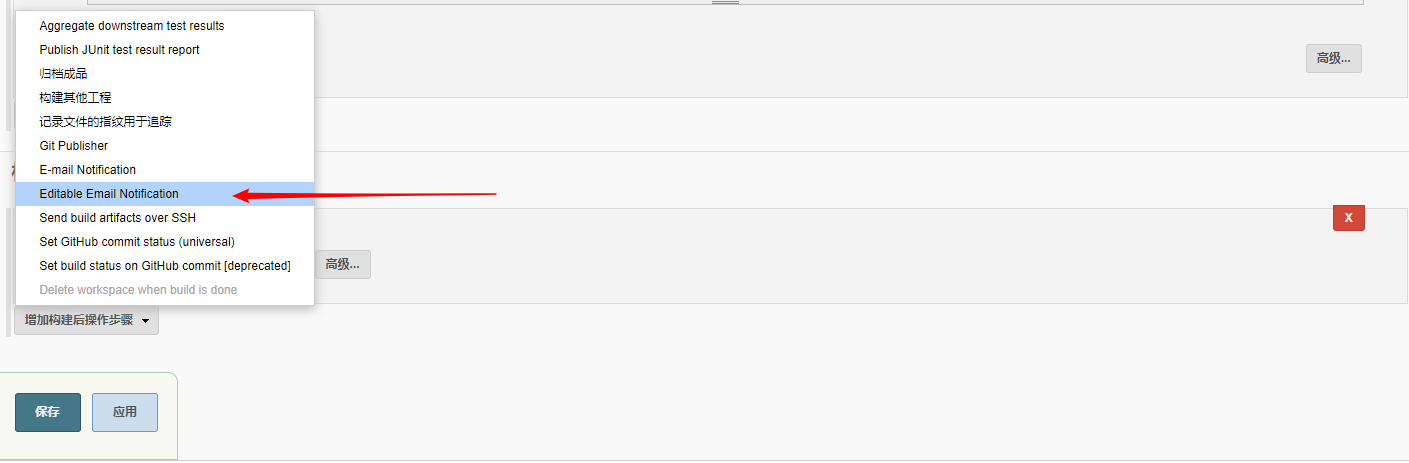 Aggregate downstream test results
Publish JUnit test result report
归档成品
构建其他工程
记录文件的指纹用于追踪
Git Publisher
E-mail Notification
Editable Email Notification
Send build artifacts over SSH
Set GitHub commit status (universal)
Set build status on GitHub commit [deprecated]
Delete workspace when build is done
高级...
X
高级...
增加构建后操作步骤
保存
应用